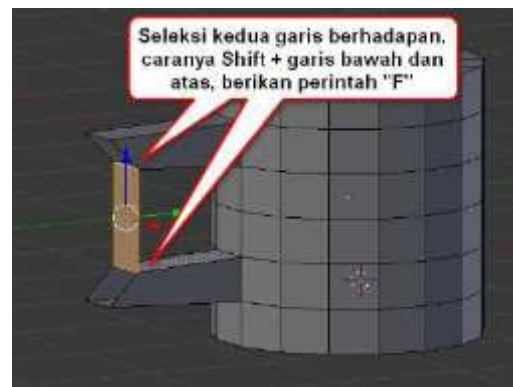 Seleksi kedua garis berhadapan.
caranya Shift + garis bawah dan
atas, berikan perintah "F"